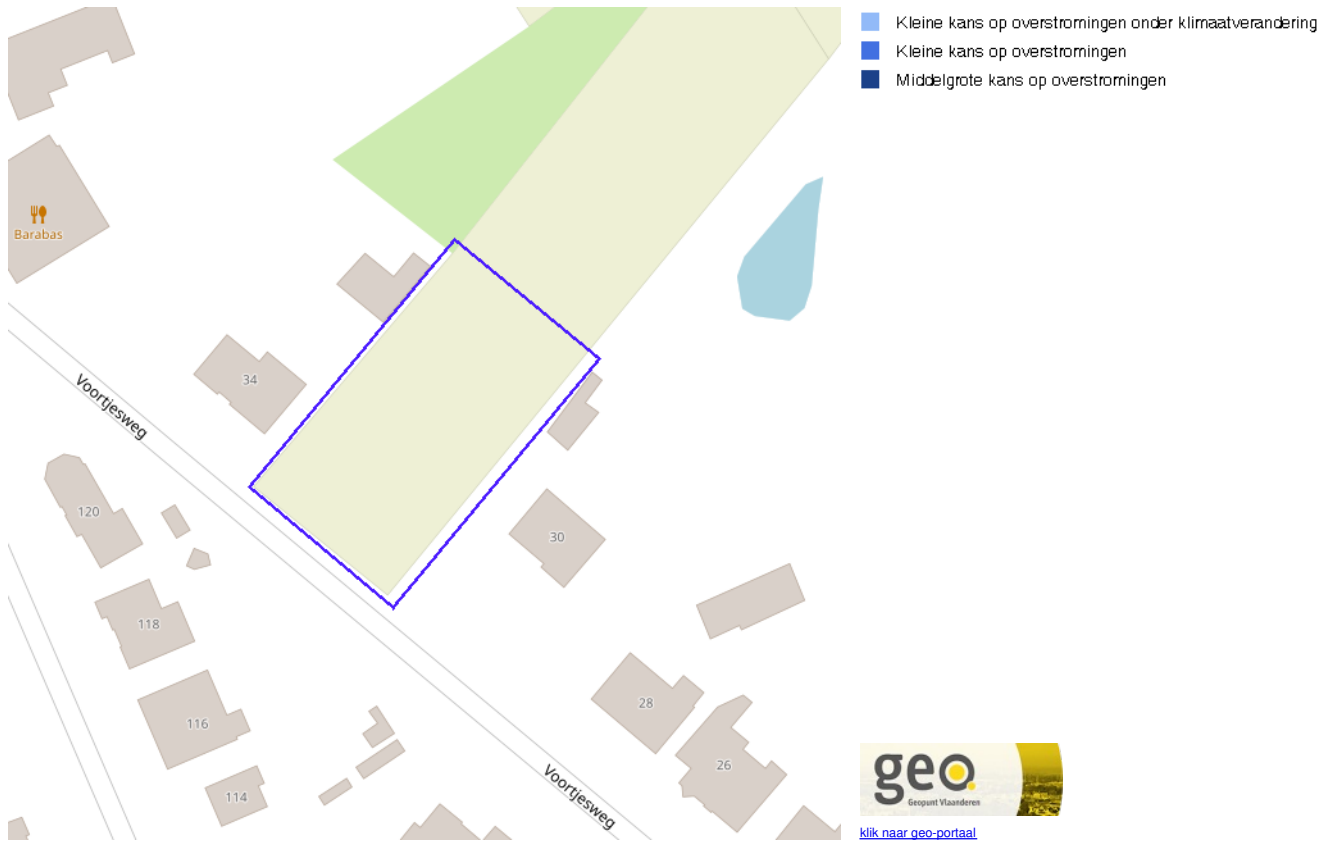 Kleine kans op overstromingen onder klimaatverandering
Kleine kans op overstromingen
Middelgrote kans op overstromingen
Barabas
34
Voortjesweg
120
30
118
28
116
26
114
Voortjesweg
geo.
Geopunt Vlaanderen
klik naar geo-portaal